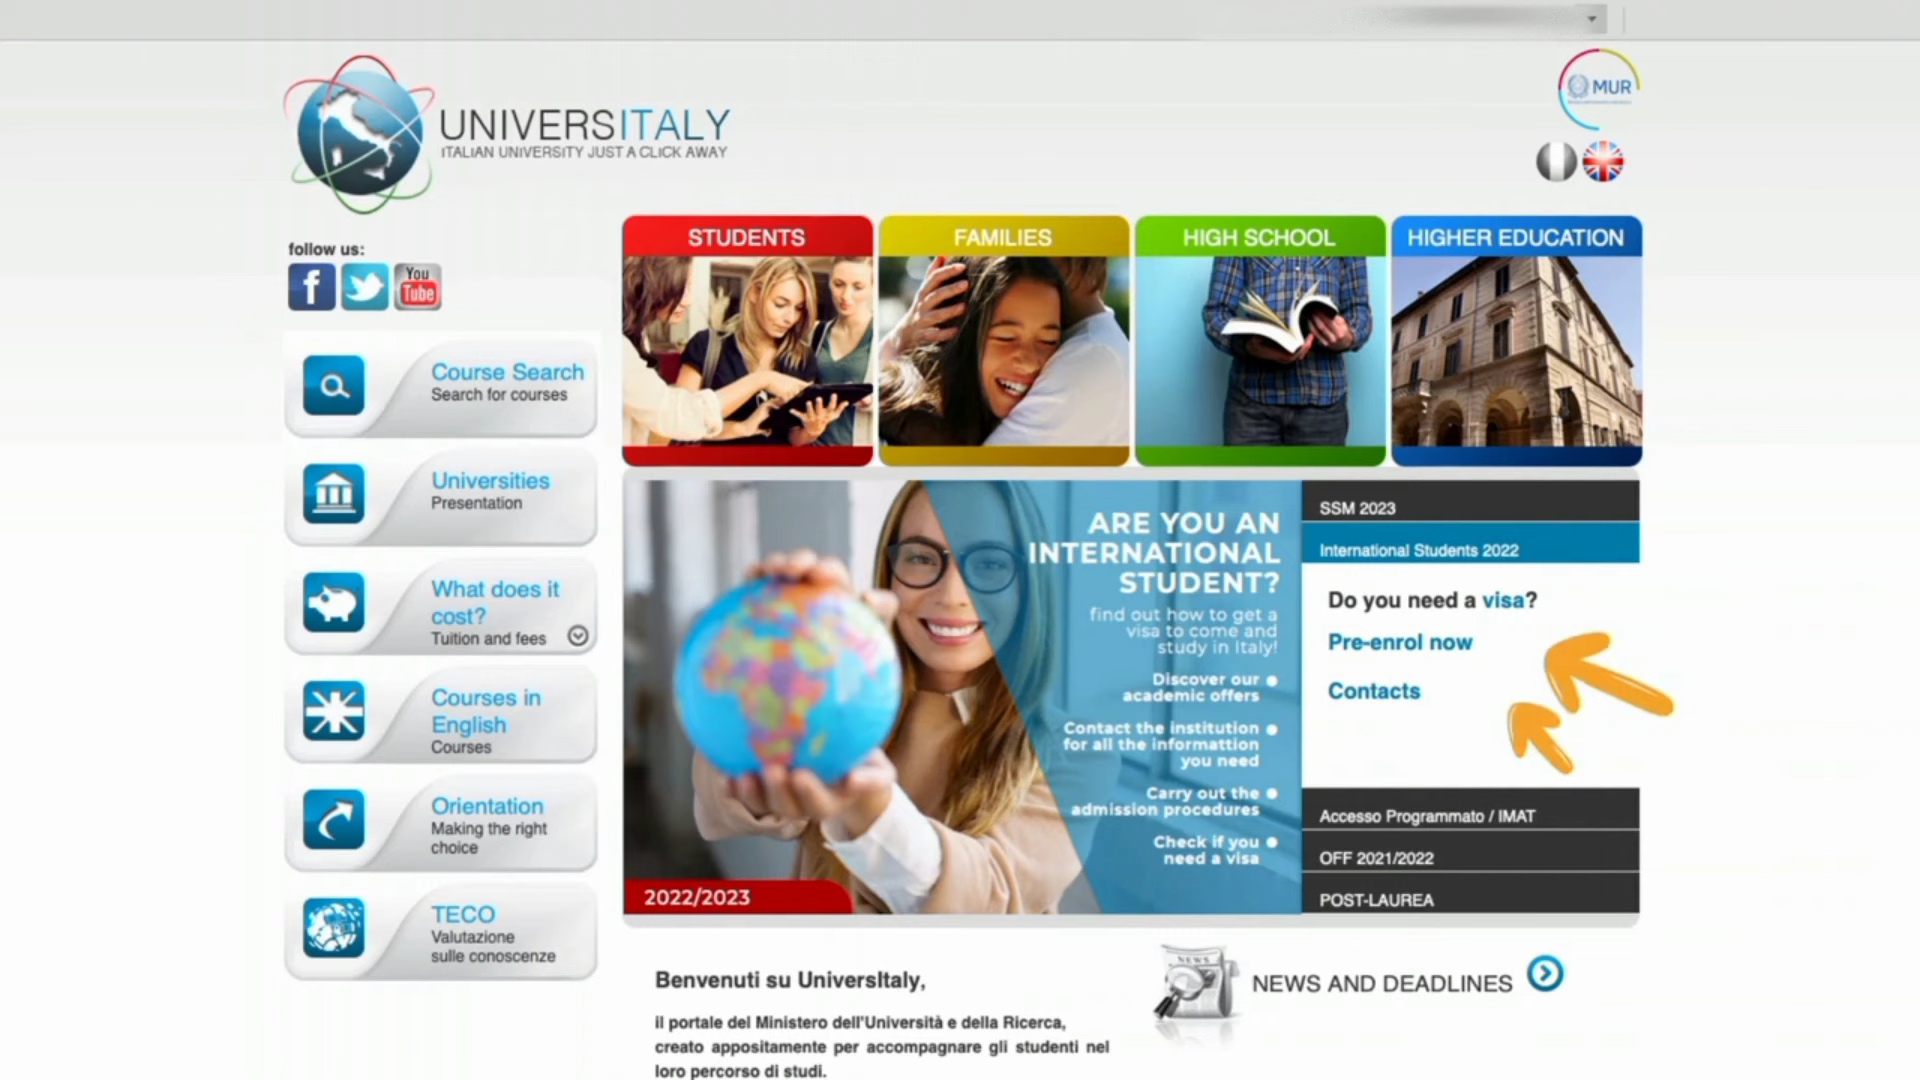 UNIVERSITALY
ITALIAN UNIVERSITY JUST A CLICK AWAY
MUR
follow us:
You
Tube
STUDENTS
FAMILIES
HIGH SCHOOL
HIGHER EDUCATION
Course Search
Search for courses
Universities
Presentation
What does it
cost?
Tuition and fees
Courses in
English
Courses
Orientation
Making the right
choice
TECO
Valutazione
sulle conoscenze
ARE YOU AN
INTERNATIONAL
STUDENT?
find out how to get a
visa to come and
study in Italy!
Discover our
academic offers
Contact the institution
for all the informattion
you need
Carry out the
admission procedures
Check if you
need a visa
2022/2023
SSM 2023
International Students 2022
Do you need a visa?
Pre-enrol now
Contacts
Accesso Programmato / IMAT
OFF 2021/2022
POST-LAUREA
Benvenuti su UniversItaly,
il portale del Ministero dell'Università e della Ricerca,
creato appositamente per accompagnare gli studenti nel
loro percorso di studi.
NEWS
NEWS AND DEADLINES